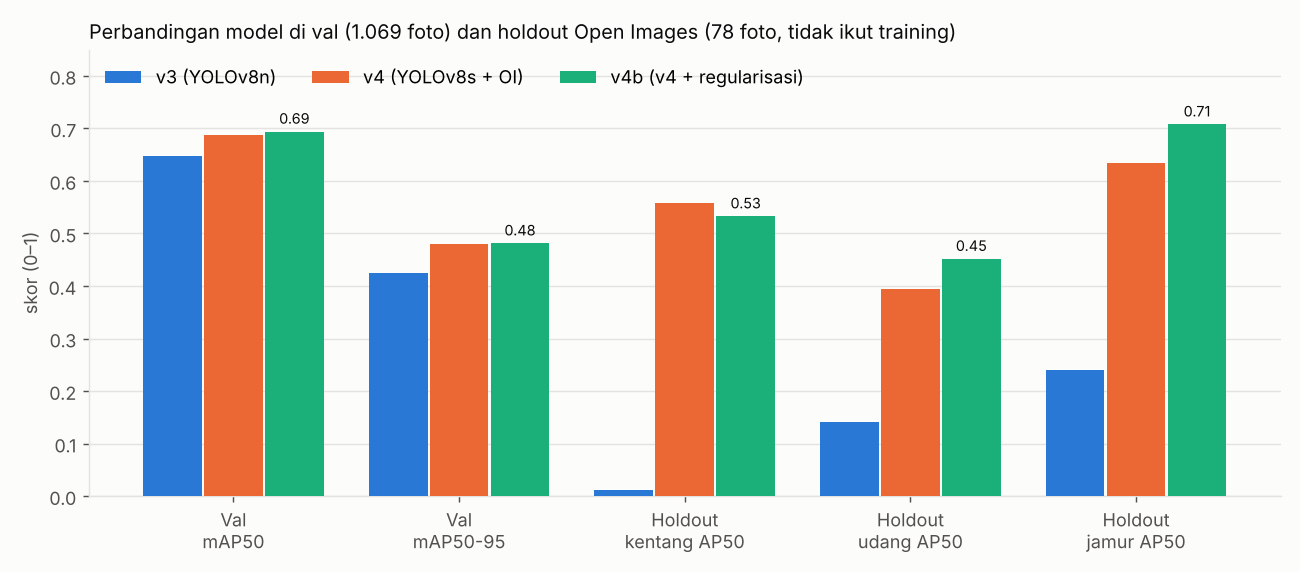 Perbandingan model di val (1.069 foto) dan holdout Open Images (78 foto, tidak ikut training)
v3 (YOLOv8n)
v4 (YOLOv8s + OI)
v4b (v4 + regularisasi)
skor (0–1)
0.8
0.7
0.6
0.5
0.4
0.3
0.2
0.1
0.0
0.69
0.48
0.53
0.45
0.71
Val
mAP50
Val
mAP50-95
Holdout
kentang AP50
Holdout
udang AP50
Holdout
jamur AP50